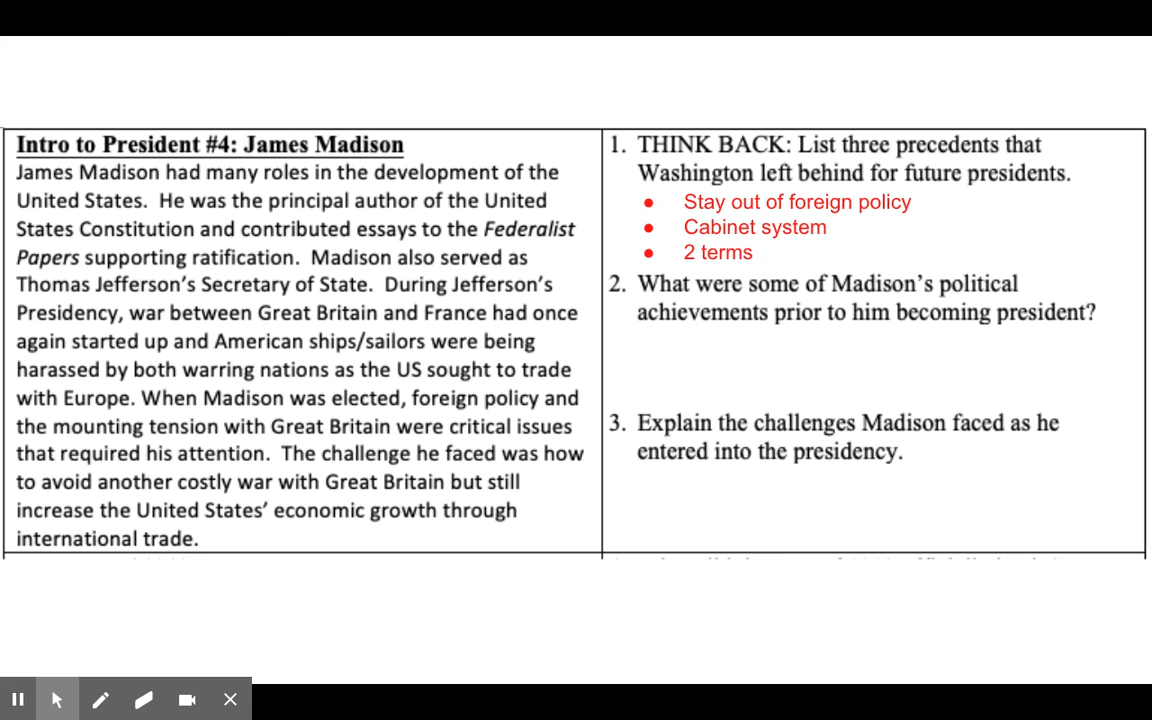 Intro to President #4: James Madison
James Madison had many roles in the development of the
United States.  He was the principal author of the United
States Constitution and contributed essays to the Federalist
Papers supporting ratification.  Madison also served as
Thomas Jefferson's Secretary of State.  During Jefferson's
Presidency, war between Great Britain and France had once
again started up and American ships/sailors were being
harassed by both warring nations as the US sought to trade
with Europe. When Madison was elected, foreign policy and
the mounting tension with Great Britain were critical issues
that required his attention.  The challenge he faced was how
to avoid another costly war with Great Britain but still
increase the United States' economic growth through
international trade.
1. THINK BACK: List three precedents that
Washington left behind for future presidents.
● Stay out of foreign policy
● Cabinet system
● 2 terms
2. What were some of Madison's political
achievements prior to him becoming president?
3. Explain the challenges Madison faced as he
entered into the presidency.